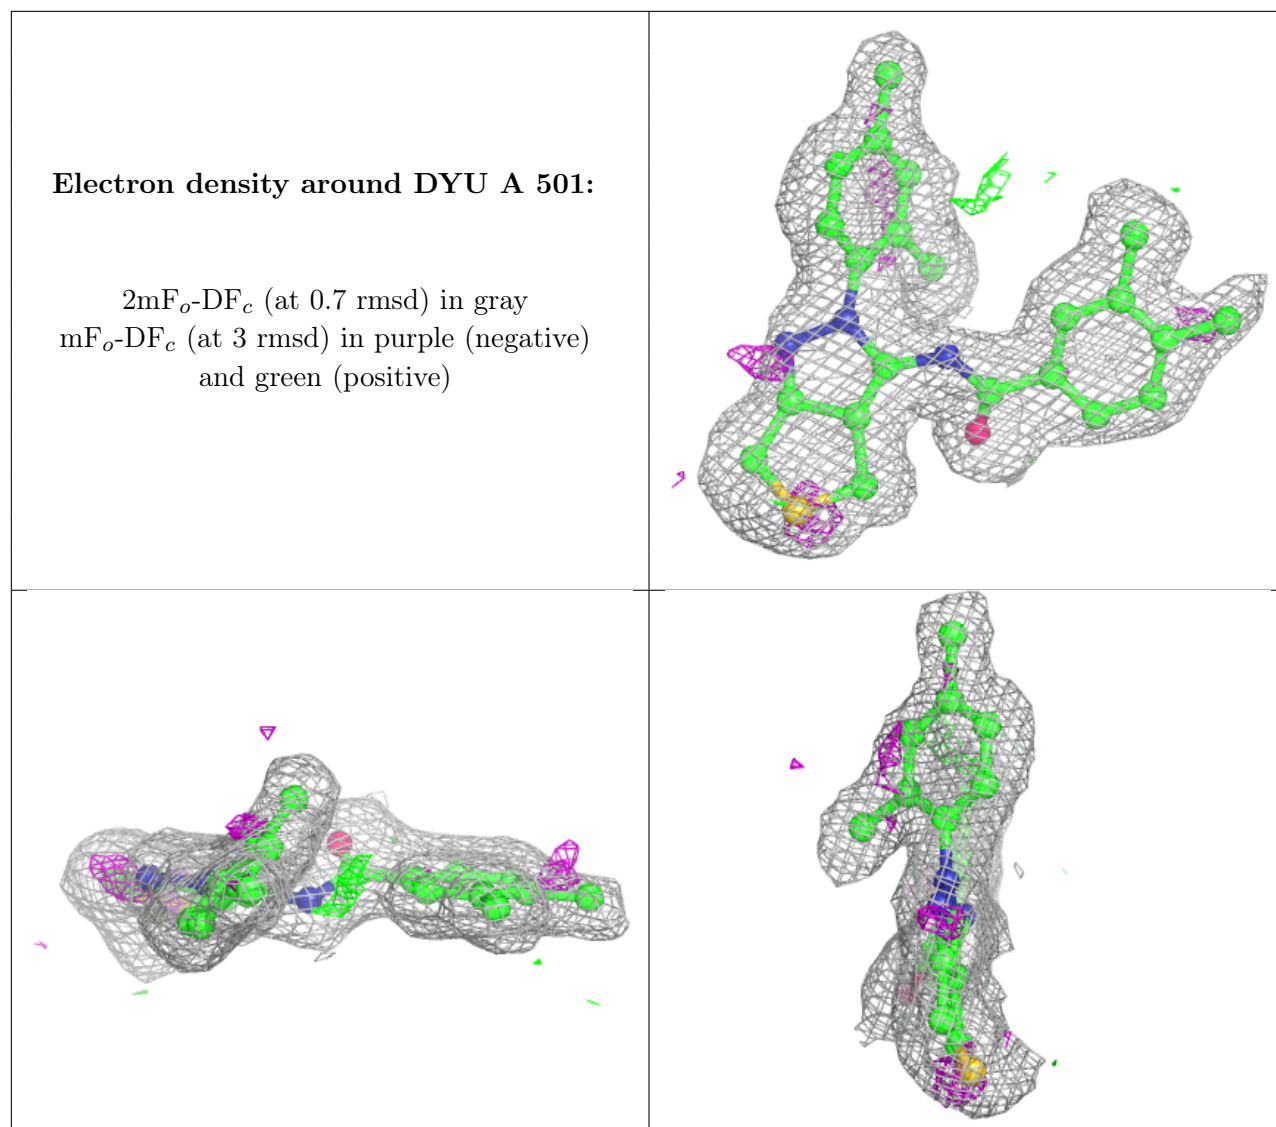 Electron density around DYU A 501:
2mFo-DFc (at 0.7 rmsd) in gray
mFo-DFc (at 3 rmsd) in purple (negative)
and green (positive)